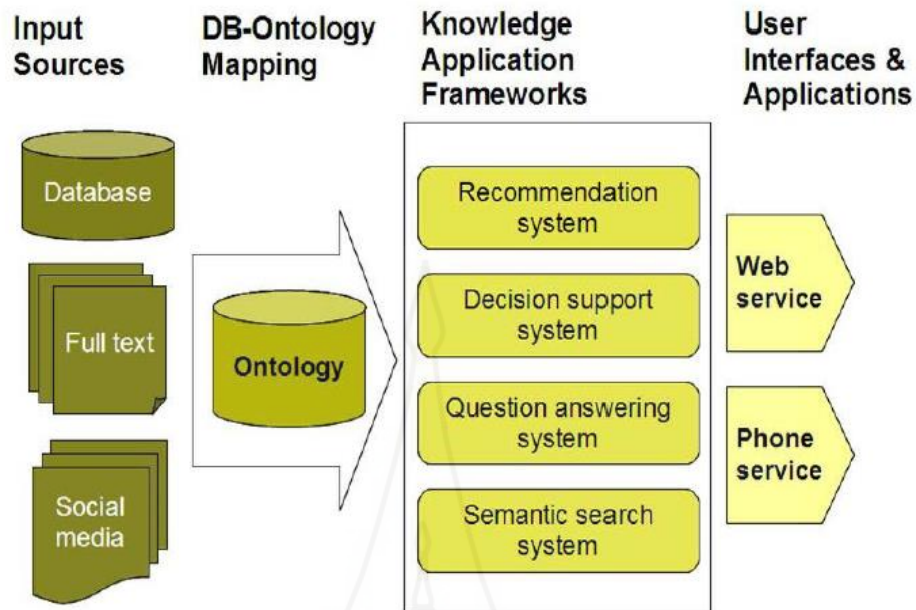 Input
Sources
DB-Ontology
Mapping
Knowledge
Application
Frameworks
User
Interfaces &
Applications
Database
Full text
Social
media
Ontology
Recommendation
system
Decision support
system
Question answering
system
Semantic search
system
Web
service
Phone
service